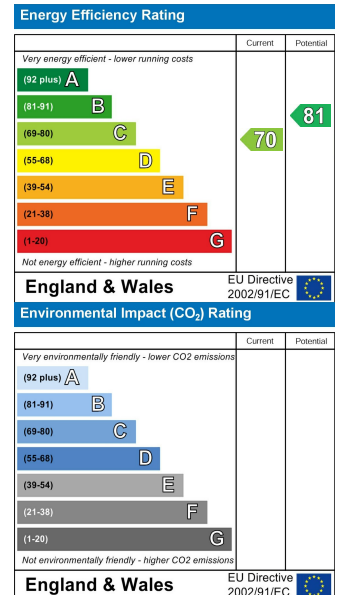 Energy Efficiency Rating
Current Potential
Very energy efficient - lower running costs
(92 plus) A
(81-91) B
(69-80) C
(55-68) D
(39-54) E
(21-38) F
(1-20) G
70
81
Not energy efficient - higher running costs
England & Wales
EU Directive
2002/91/EC
Environmental Impact (CO₂) Rating
Current Potential
Very environmentally friendly - lower CO2 emissions
(92 plus) A
(81-91) B
(69-80) C
(55-68) D
(39-54) E
(21-38) F
(1-20) G
Not environmentally friendly - higher CO2 emissions
England & Wales
EU Directive
2002/91/EC